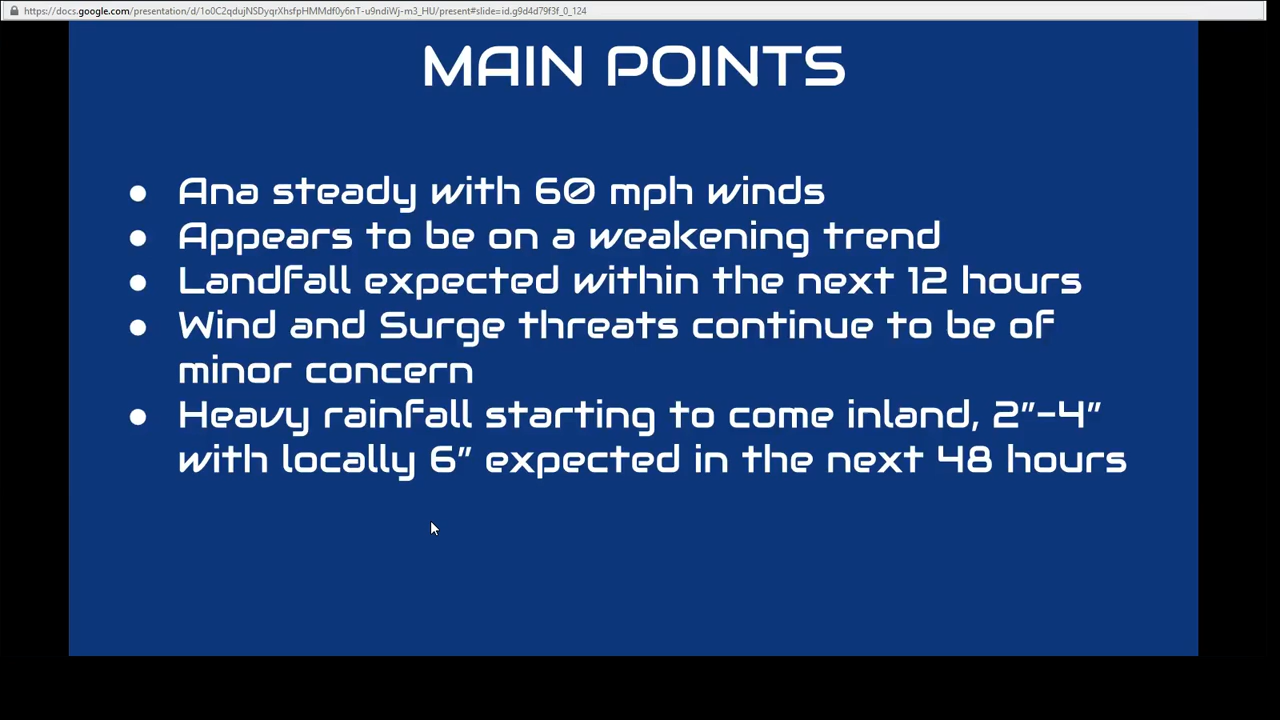 https://docs.google.com/presentation/d/1o0C2qdujNSDyqrXhsfpHMMdf0y6nT-u9ndiWj-m3_HU/present#slide=id.g9d4d79f3f_0_124
MAIN POINTS
● Ana steady with 60 mph winds
● Appears to be on a weakening trend
● Landfall expected within the next 12 hours
● Wind and Surge threats continue to be of
minor concern
● Heavy rainfall starting to come inland, 2”-4”
with locally 6” expected in the next 48 hours